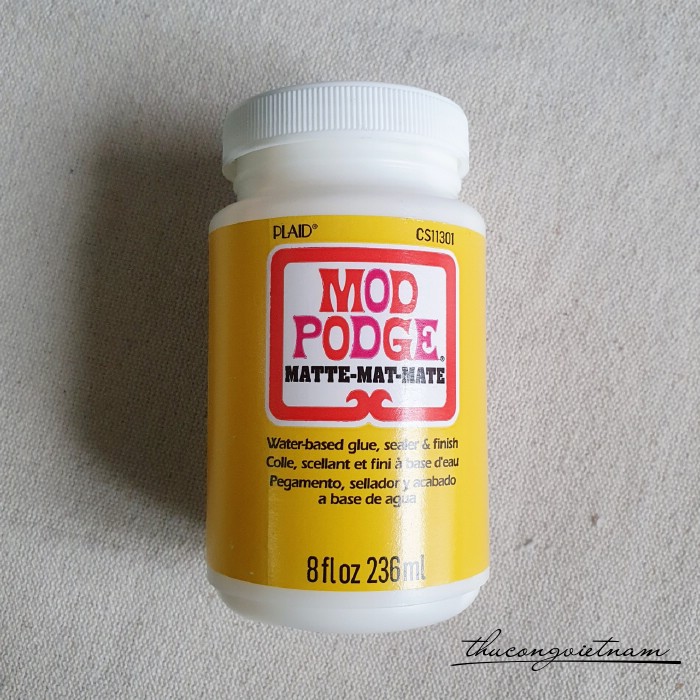 PLAID®
CS11301
MOD
PODGE®
MATTE-MAT-MATE
Water-based glue, sealer & finish
Colle, scellant et fini à base d'eau
Pegamento, sellador y acabado
a base de agua
8 fl oz 236 ml
thucongvietnam